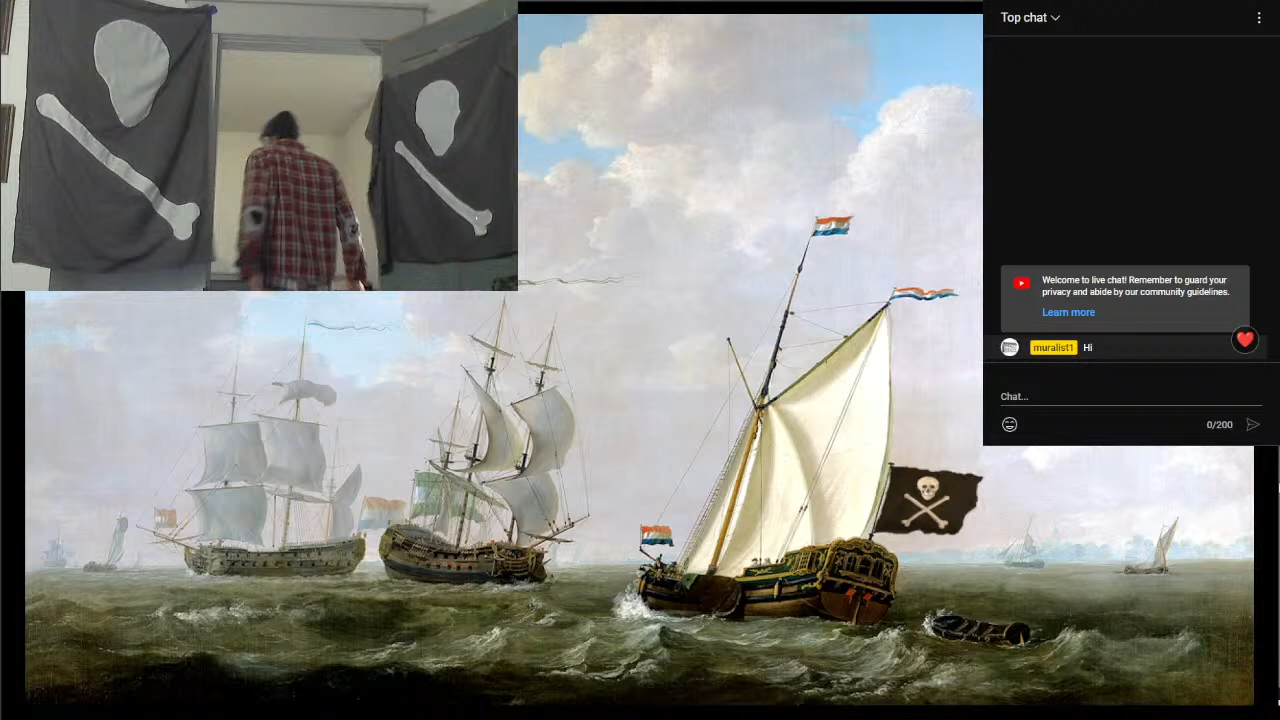 Top chat
Welcome to live chat! Remember to guard your
privacy and abide by our community guidelines.
Learn more
muralist1 Hi
Chat...
0/200